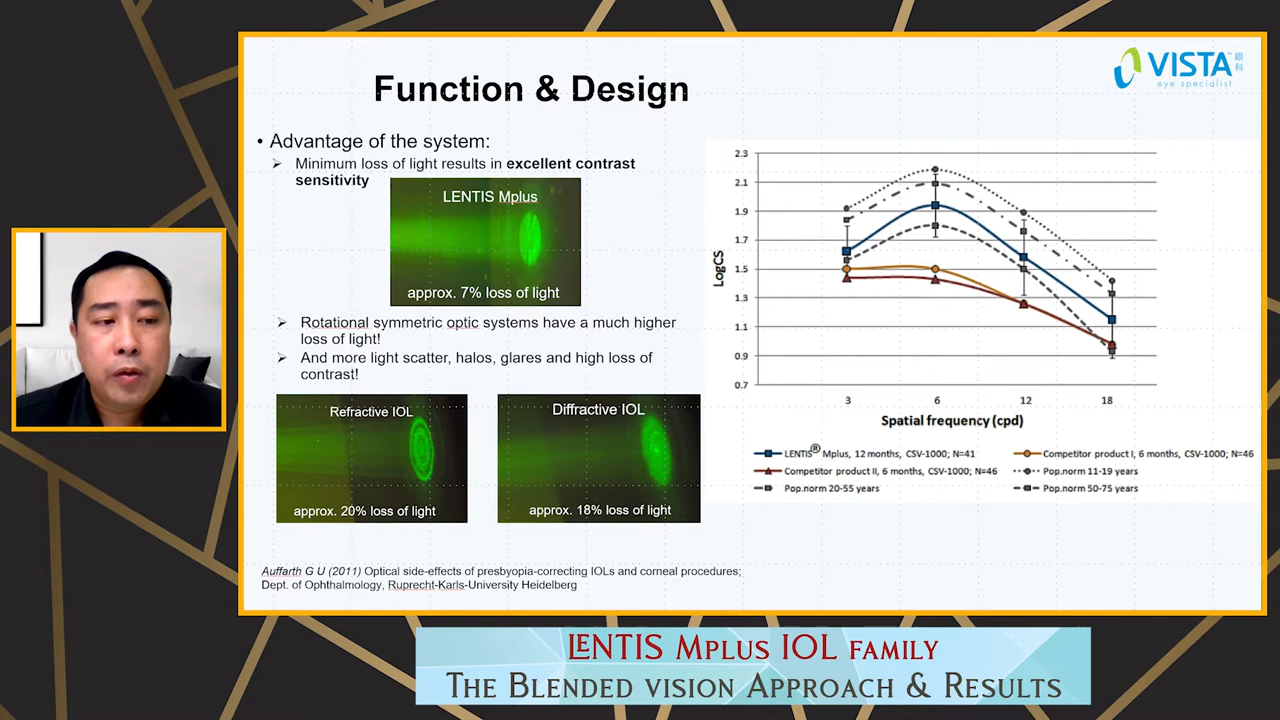 Function & Design
VISTA™ 眼科
eye specialist
• Advantage of the system:
➢ Minimum loss of light results in excellent contrast
sensitivity
LENTIS Mplus
approx. 7% loss of light
➢ Rotational symmetric optic systems have a much higher
loss of light!
➢ And more light scatter, halos, glares and high loss of
contrast!
Refractive IOL
approx. 20% loss of light
Diffractive IOL
approx. 18% loss of light
Auffarth G U (2011) Optical side-effects of presbyopia-correcting IOLs and corneal procedures;
Dept. of Ophthalmology, Ruprecht-Karls-University Heidelberg
LogCS
2.3
2.1
1.9
1.7
1.5
1.3
1.1
0.9
0.7
3 6 12 18
Spatial frequency (cpd)
LENTIS® Mplus, 12 months, CSV-1000; N=41
Competitor product I, 6 months, CSV-1000; N=46
Competitor product II, 6 months, CSV-1000; N=46
Pop.norm 11-19 years
Pop.norm 20-55 years
Pop.norm 50-75 years
LENTIS Mplus IOL family
The Blended vision Approach & Results